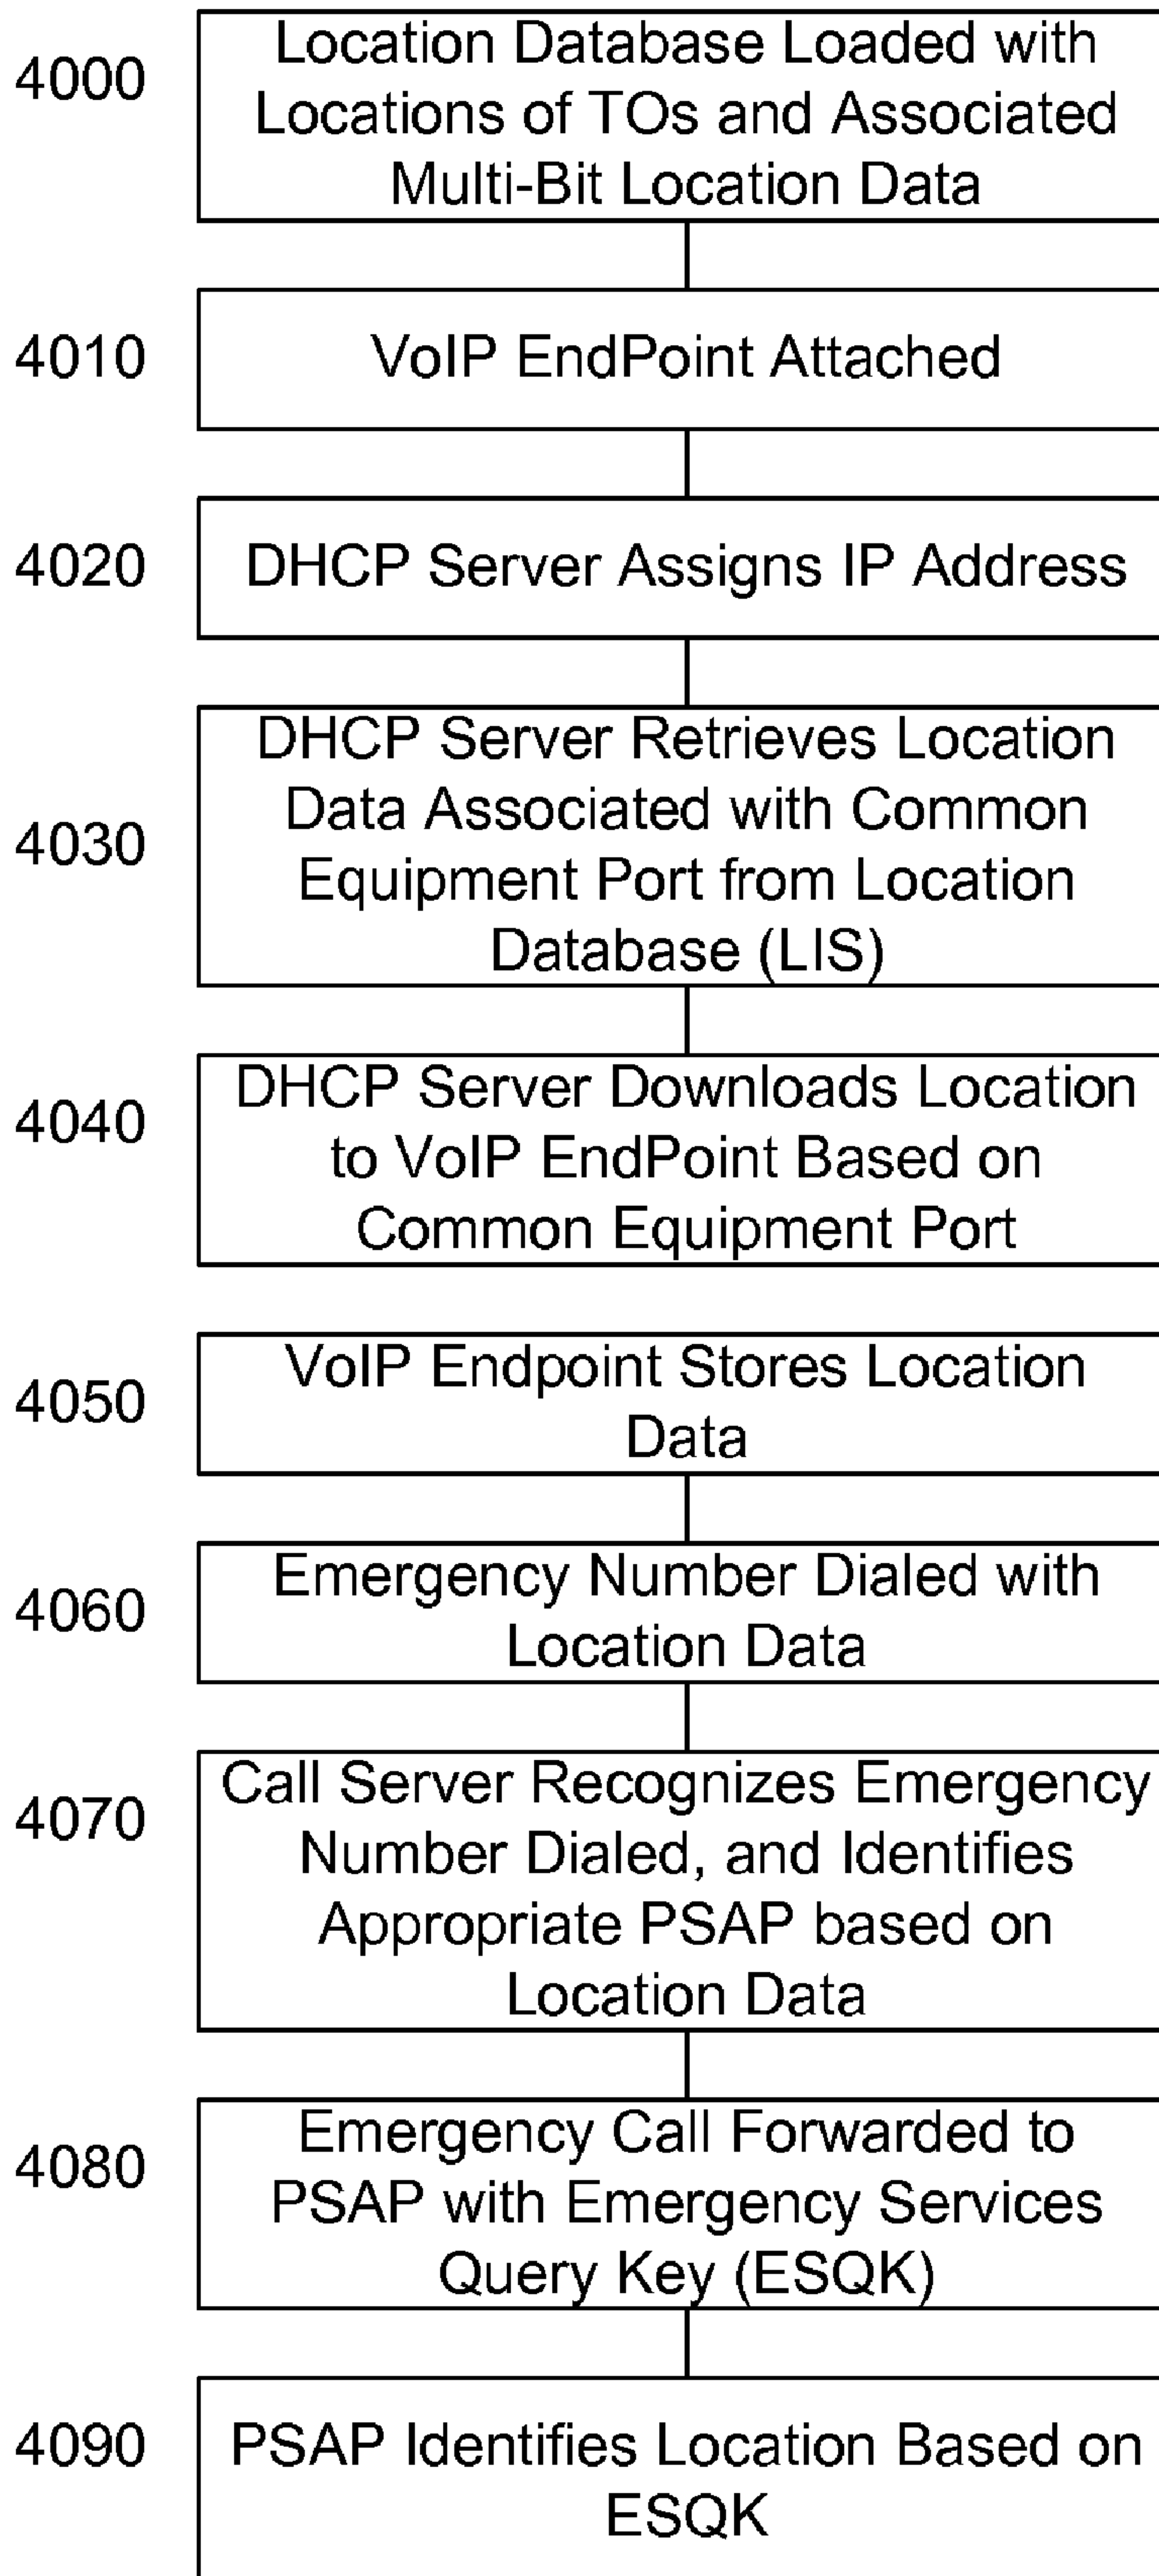 4000
Location Database Loaded with
Locations of TOs and Associated
Multi-Bit Location Data
4010
VoIP EndPoint Attached
4020
DHCP Server Assigns IP Address
4030
DHCP Server Retrieves Location
Data Associated with Common
Equipment Port from Location
Database (LIS)
4040
DHCP Server Downloads Location
to VoIP EndPoint Based on
Common Equipment Port
4050
VoIP Endpoint Stores Location
Data
4060
Emergency Number Dialed with
Location Data
4070
Call Server Recognizes Emergency
Number Dialed, and Identifies
Appropriate PSAP based on
Location Data
4080
Emergency Call Forwarded to
PSAP with Emergency Services
Query Key (ESQK)
4090
PSAP Identifies Location Based on
ESQK